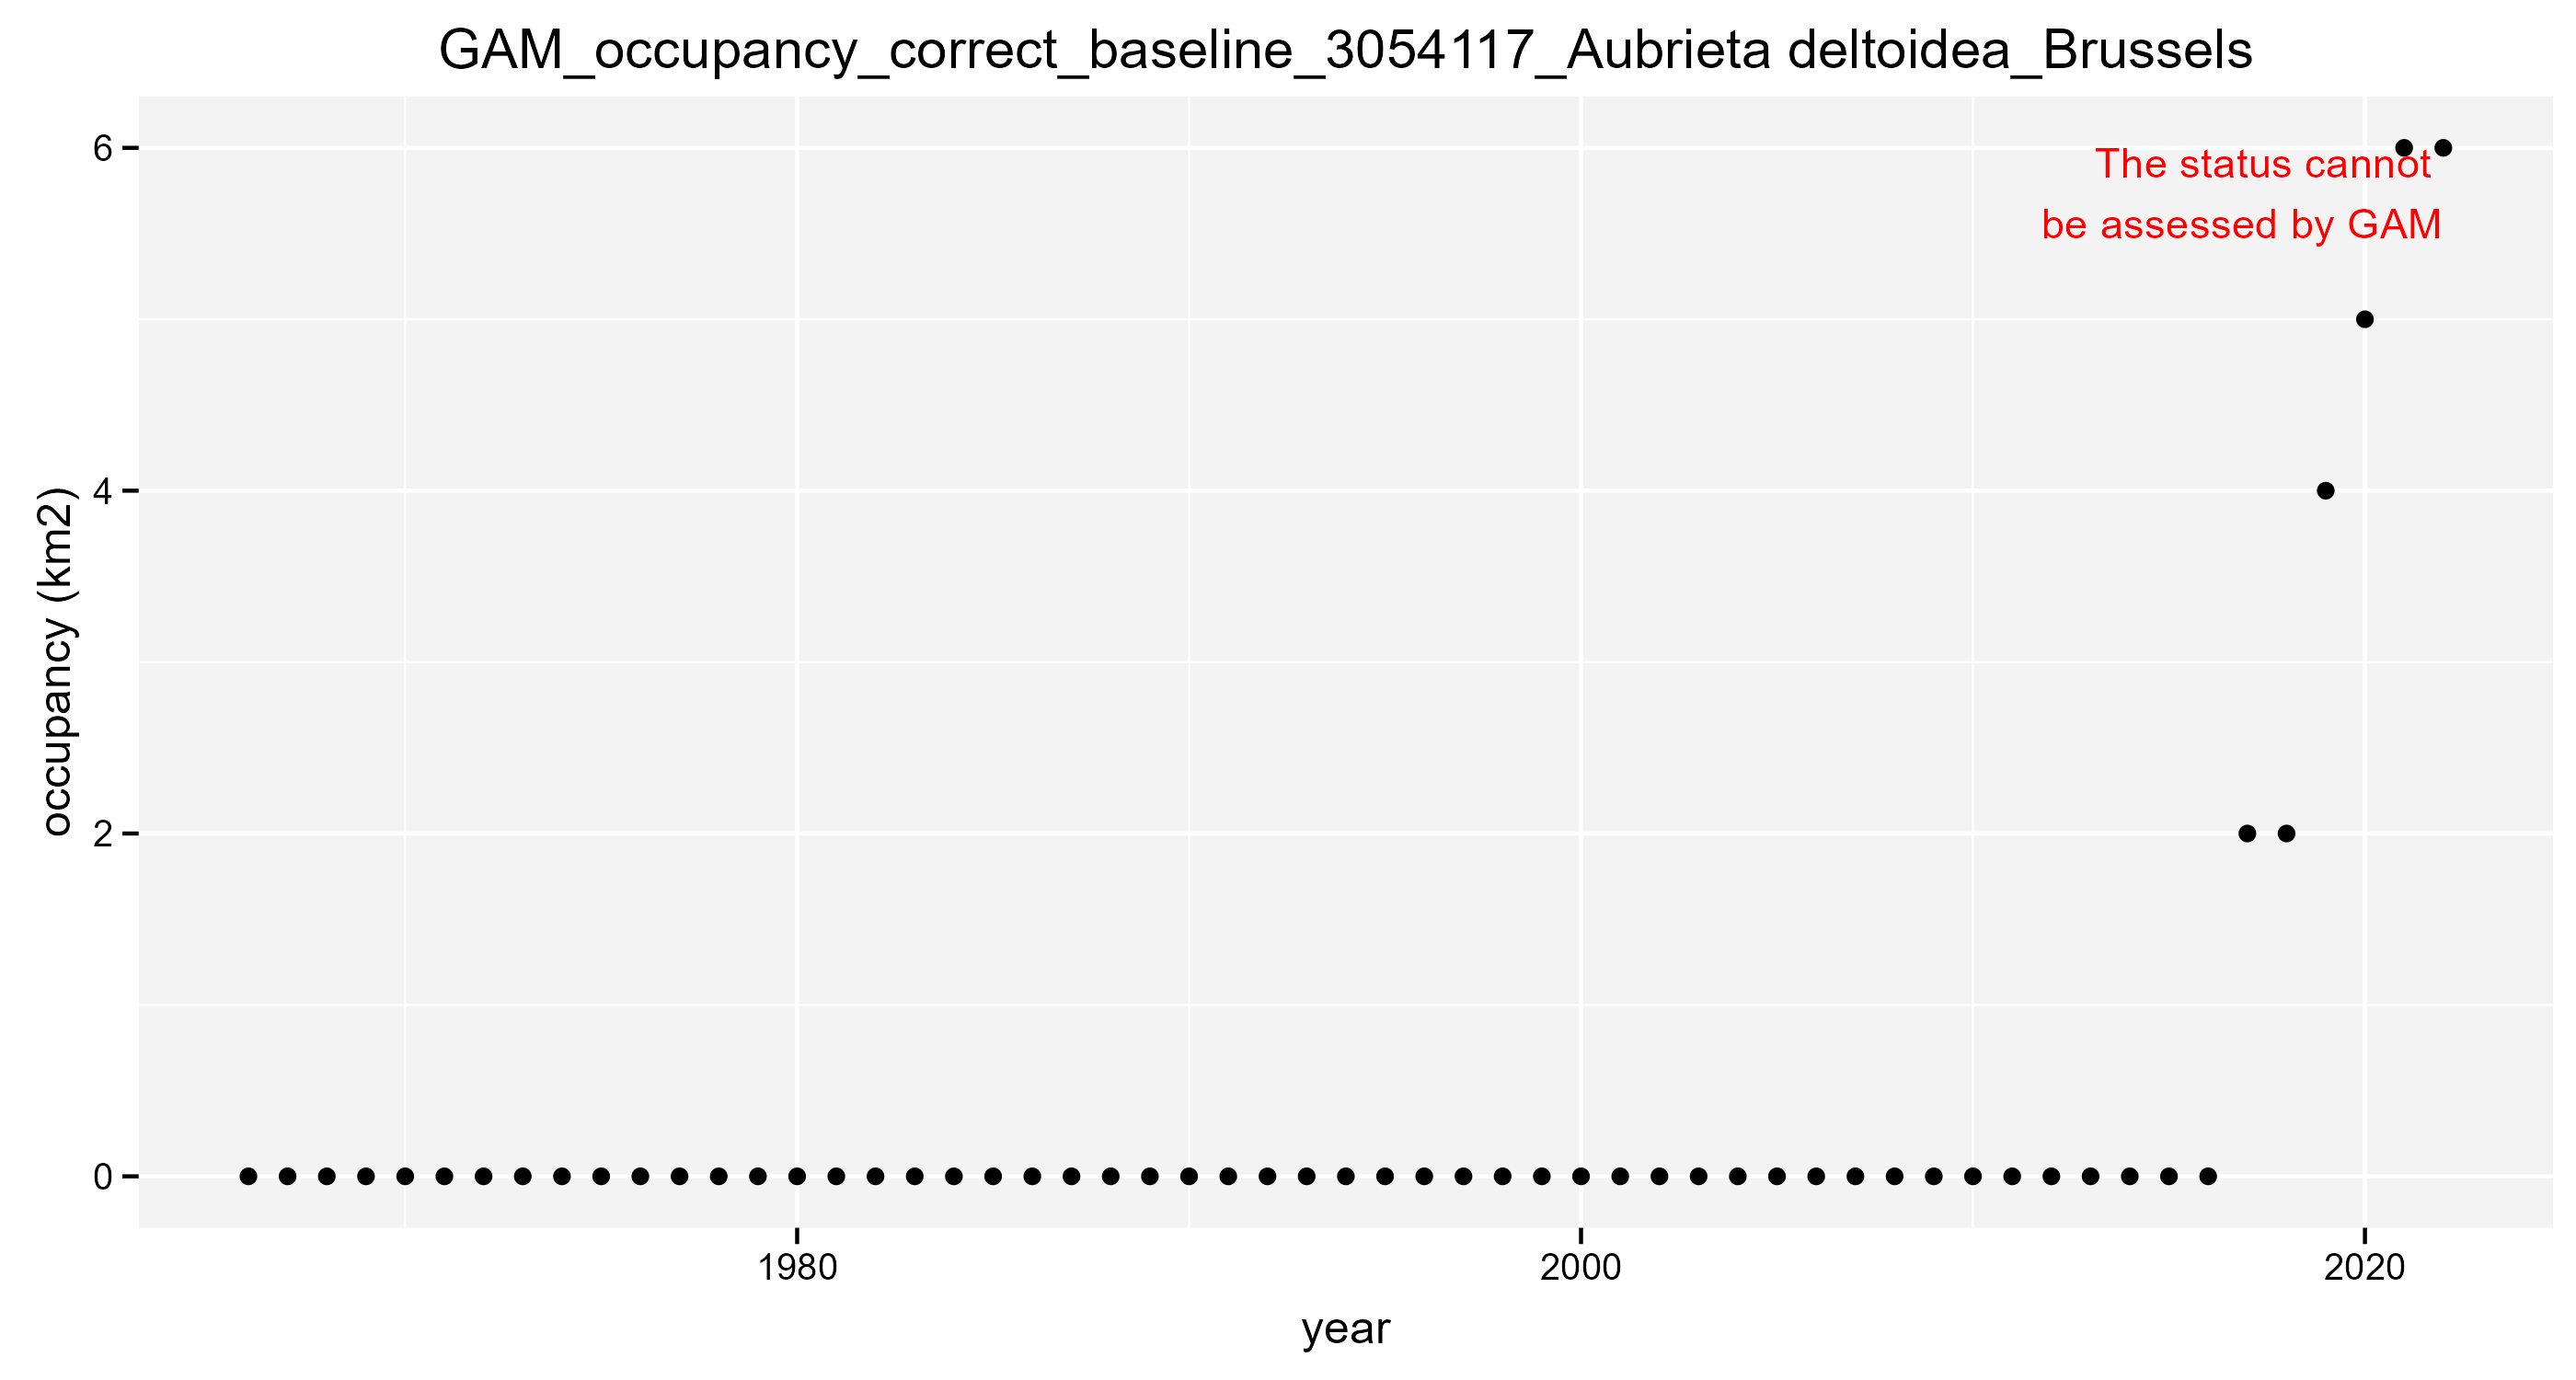 GAM_occupancy_correct_baseline_3054117_Aubrieta deltoidea_Brussels
6
The status cannot
be assessed by GAM
4
occupancy (km2)
2
0
1980
2000
2020
year